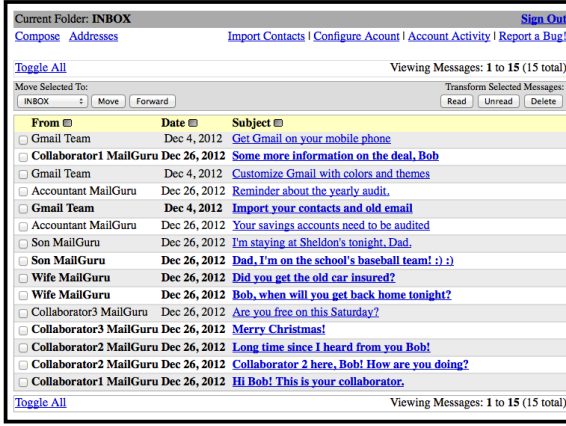 Current Folder: INBOX Sign Out
Compose Addresses Import Contacts | Configure Acount | Account Activity | Report a Bug!
Toggle All Viewing Messages: 1 to 15 (15 total)
Move Selected To: Transform Selected Messages:
INBOX Move Forward Read Unread Delete
From Date Subject
Gmail Team Dec 4, 2012 Get Gmail on your mobile phone
Collaborator1 MailGuru Dec 26, 2012 Some more information on the deal, Bob
Gmail Team Dec 4, 2012 Customize Gmail with colors and themes
Accountant MailGuru Dec 26, 2012 Reminder about the yearly audit.
Gmail Team Dec 4, 2012 Import your contacts and old email
Accountant MailGuru Dec 26, 2012 Your savings accounts need to be audited
Son MailGuru Dec 26, 2012 I'm staying at Sheldon's tonight, Dad.
Son MailGuru Dec 26, 2012 Dad, I'm on the school's baseball team! :) :)
Wife MailGuru Dec 26, 2012 Did you get the old car insured?
Wife MailGuru Dec 26, 2012 Bob, when will you get back home tonight?
Collaborator3 MailGuru Dec 26, 2012 Are you free on this Saturday?
Collaborator3 MailGuru Dec 26, 2012 Merry Christmas!
Collaborator2 MailGuru Dec 26, 2012 Long time since I heard from you Bob!
Collaborator2 MailGuru Dec 26, 2012 Collaborator 2 here, Bob! How are you doing?
Collaborator1 MailGuru Dec 26, 2012 Hi Bob! This is your collaborator.
Toggle All Viewing Messages: 1 to 15 (15 total)